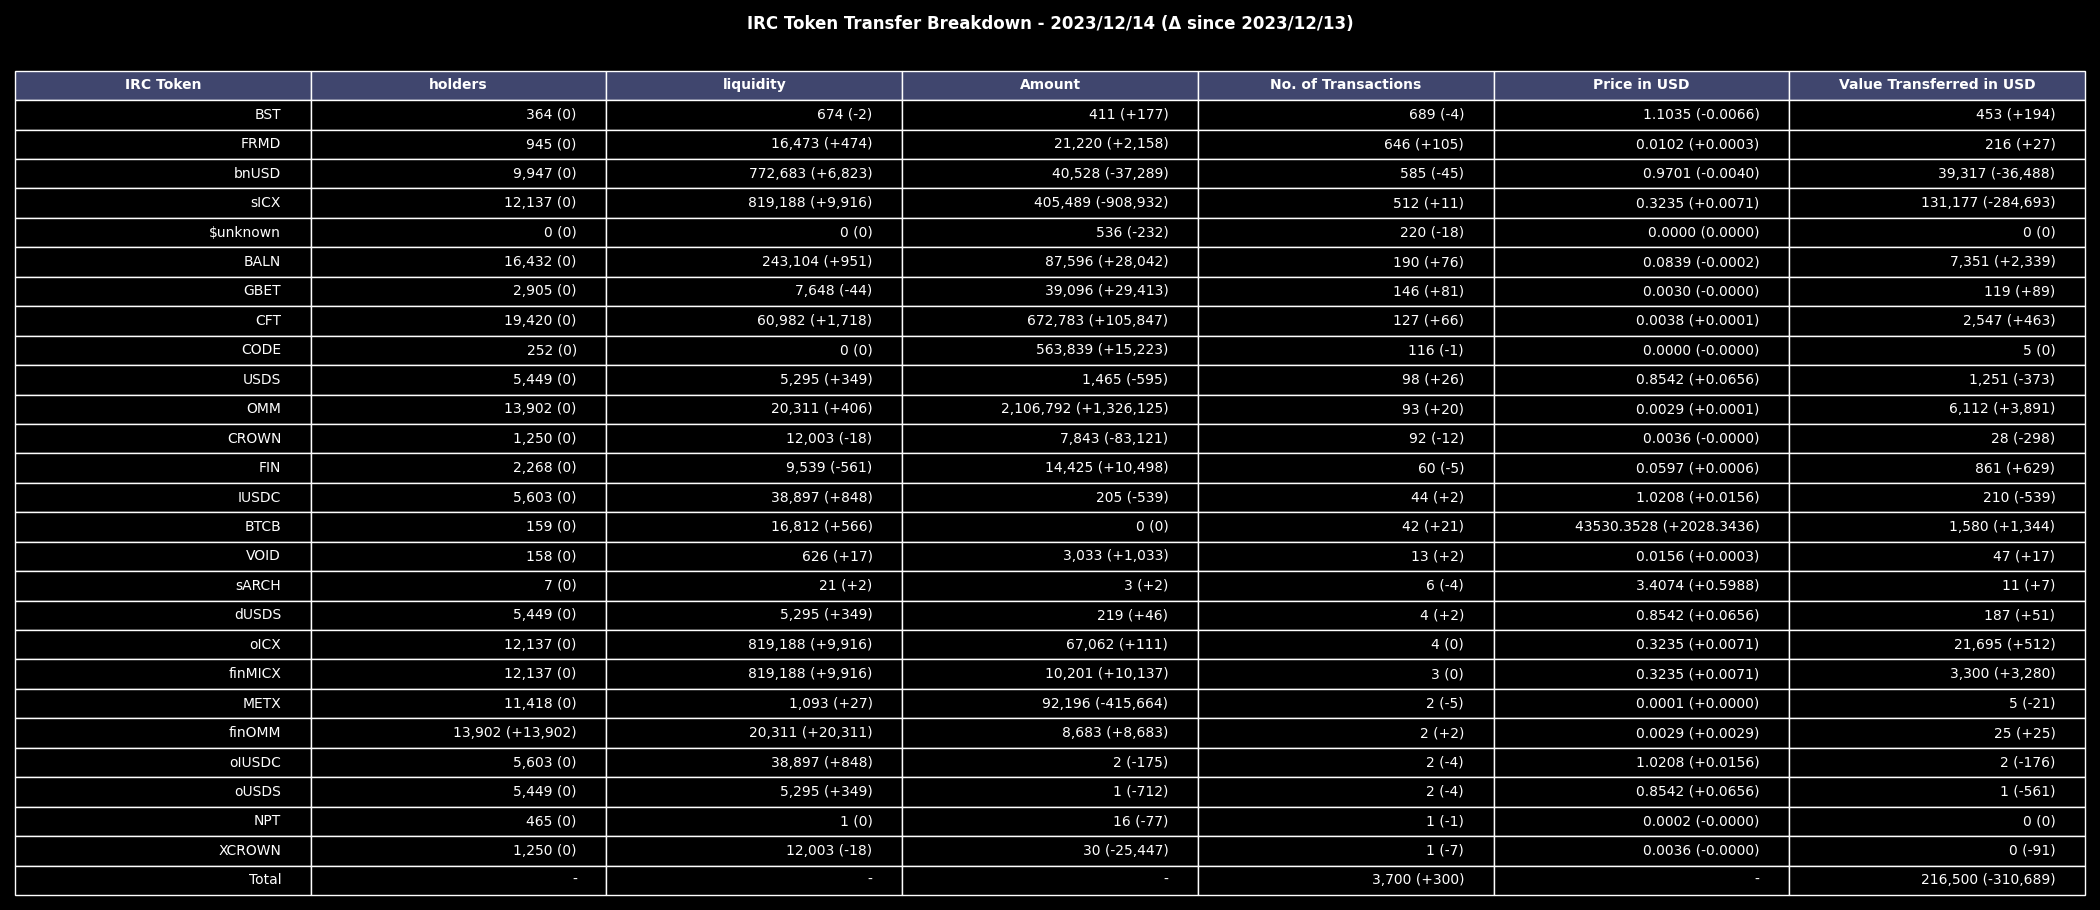 IRC Token Transfer Breakdown - 2023/12/14 (Δ since 2023/12/13)
IRC Token holders liquidity Amount No. of Transactions Price in USD Value Transferred in USD
BST 364 (0) 674 (-2) 411 (+177) 689 (-4) 1.1035 (-0.0066) 453 (+194)
FRMD 945 (0) 16,473 (+474) 21,220 (+2,158) 646 (+105) 0.0102 (+0.0003) 216 (+27)
bnUSD 9,947 (0) 772,683 (+6,823) 40,528 (-37,289) 585 (-45) 0.9701 (-0.0040) 39,317 (-36,488)
sICX 12,137 (0) 819,188 (+9,916) 405,489 (-908,932) 512 (+11) 0.3235 (+0.0071) 131,177 (-284,693)
$unknown 0 (0) 0 (0) 536 (-232) 220 (-18) 0.0000 (0.0000) 0 (0)
BALN 16,432 (0) 243,104 (+951) 87,596 (+28,042) 190 (+76) 0.0839 (-0.0002) 7,351 (+2,339)
GBET 2,905 (0) 7,648 (-44) 39,096 (+29,413) 146 (+81) 0.0030 (-0.0000) 119 (+89)
CFT 19,420 (0) 60,982 (+1,718) 672,783 (+105,847) 127 (+66) 0.0038 (+0.0001) 2,547 (+463)
CODE 252 (0) 0 (0) 563,839 (+15,223) 116 (-1) 0.0000 (-0.0000) 5 (0)
USDS 5,449 (0) 5,295 (+349) 1,465 (-595) 98 (+26) 0.8542 (+0.0656) 1,251 (-373)
OMM 13,902 (0) 20,311 (+406) 2,106,792 (+1,326,125) 93 (+20) 0.0029 (+0.0001) 6,112 (+3,891)
CROWN 1,250 (0) 12,003 (-18) 7,843 (-83,121) 92 (-12) 0.0036 (-0.0000) 28 (-298)
FIN 2,268 (0) 9,539 (-561) 14,425 (+10,498) 60 (-5) 0.0597 (+0.0006) 861 (+629)
IUSDC 5,603 (0) 38,897 (+848) 205 (-539) 44 (+2) 1.0208 (+0.0156) 210 (-539)
BTCB 159 (0) 16,812 (+566) 0 (0) 42 (+21) 43530.3528 (+2028.3436) 1,580 (+1,344)
VOID 158 (0) 626 (+17) 3,033 (+1,033) 13 (+2) 0.0156 (+0.0003) 47 (+17)
sARCH 7 (0) 21 (+2) 3 (+2) 6 (-4) 3.4074 (+0.5988) 11 (+7)
dUSDS 5,449 (0) 5,295 (+349) 219 (+46) 4 (+2) 0.8542 (+0.0656) 187 (+51)
oICX 12,137 (0) 819,188 (+9,916) 67,062 (+111) 4 (0) 0.3235 (+0.0071) 21,695 (+512)
finMICX 12,137 (0) 819,188 (+9,916) 10,201 (+10,137) 3 (0) 0.3235 (+0.0071) 3,300 (+3,280)
METX 11,418 (0) 1,093 (+27) 92,196 (-415,664) 2 (-5) 0.0001 (+0.0000) 5 (-21)
finOMM 13,902 (+13,902) 20,311 (+20,311) 8,683 (+8,683) 2 (+2) 0.0029 (+0.0029) 25 (+25)
oIUSDC 5,603 (0) 38,897 (+848) 2 (-175) 2 (-4) 1.0208 (+0.0156) 2 (-176)
oUSDS 5,449 (0) 5,295 (+349) 1 (-712) 2 (-4) 0.8542 (+0.0656) 1 (-561)
NPT 465 (0) 1 (0) 16 (-77) 1 (-1) 0.0002 (-0.0000) 0 (0)
XCROWN 1,250 (0) 12,003 (-18) 30 (-25,447) 1 (-7) 0.0036 (-0.0000) 0 (-91)
Total - - - 3,700 (+300) - 216,500 (-310,689)